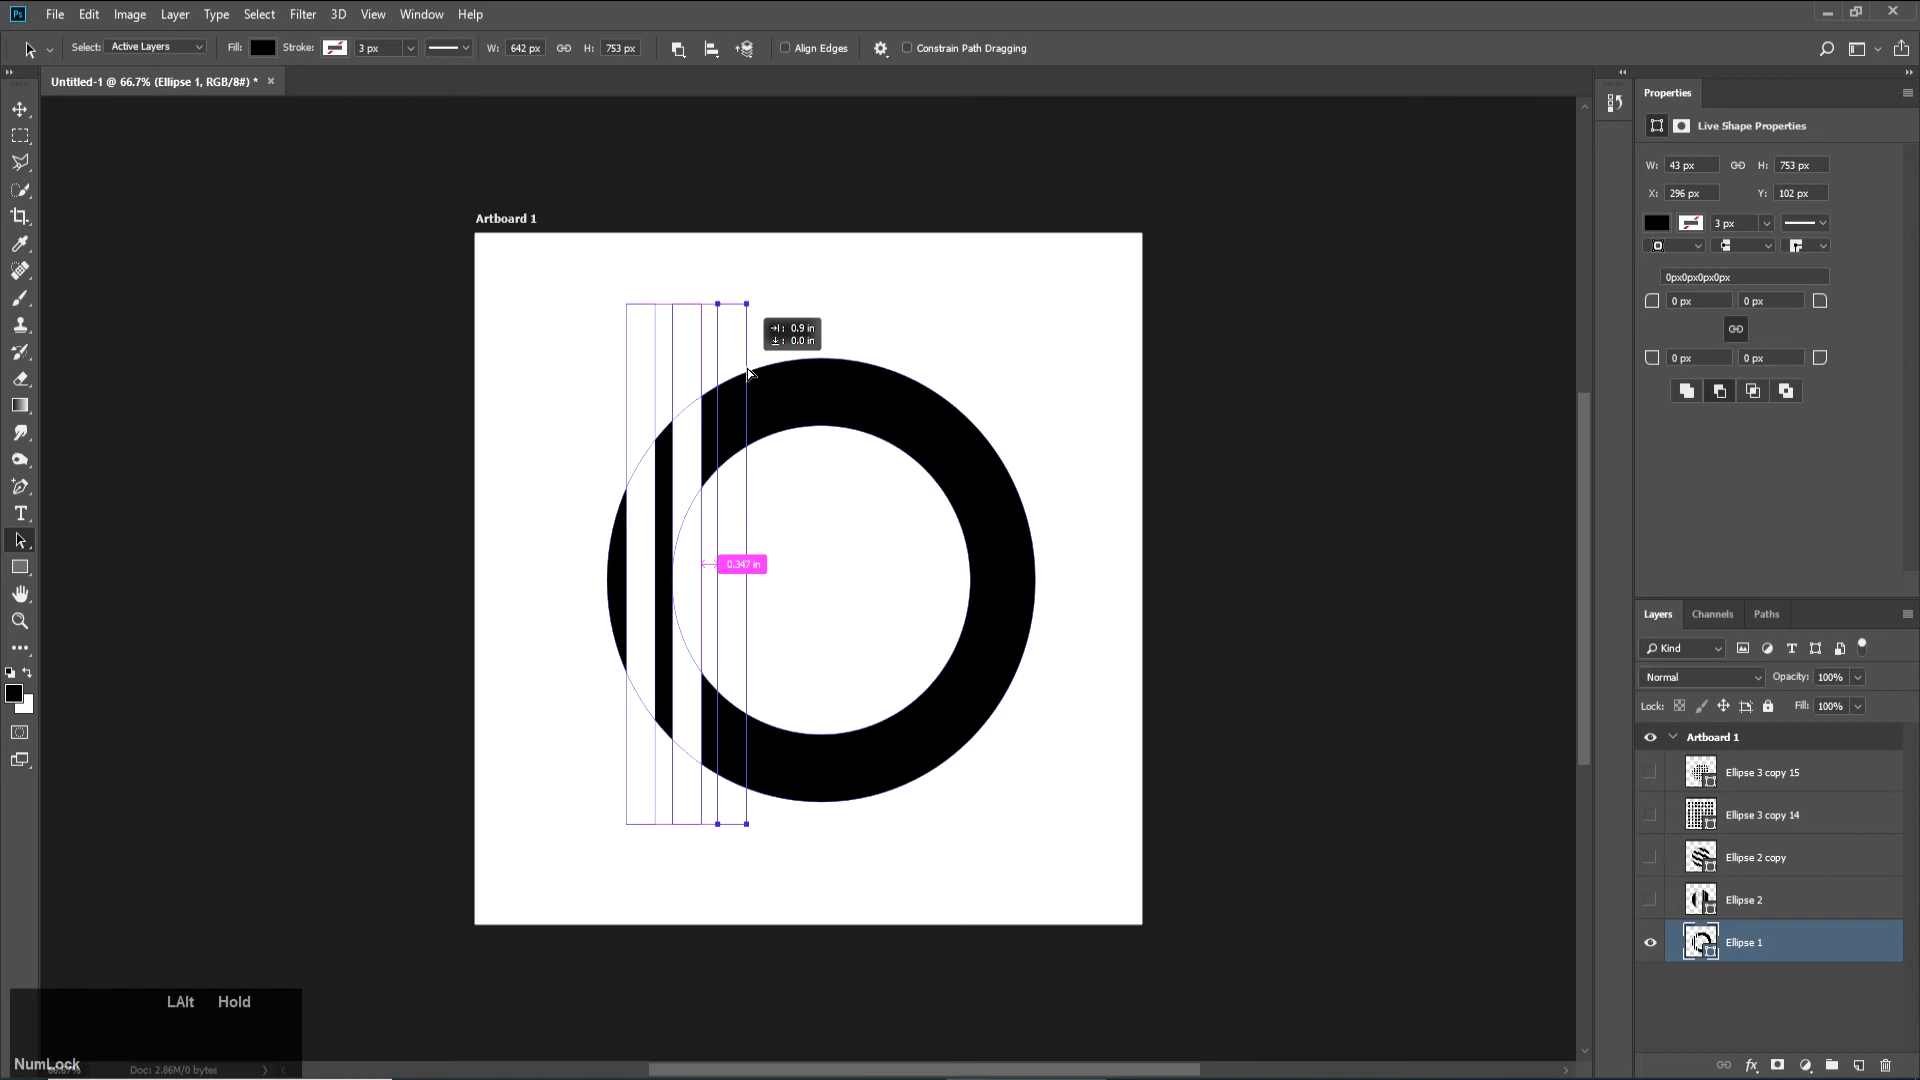 Ps File Edit Image Layer Type Select Filter 3D View Window Help
Select: Active Layers Fill: Stroke: 3 px W: 642 px H: 753 px Align Edges Constrain Path Dragging
Untitled-1 @ 66.7% (Ellipse 1, RGB/8#) *
Artboard 1
0.9 in
0.0 in
0.347 in
Properties
Live Shape Properties
W: 43 px H: 753 px
X: 296 px Y: 102 px
3 px
0px0px0px0px
0 px 0 px
0 px 0 px
Layers Channels Paths
Kind
Normal Opacity: 100%
Lock: Fill: 100%
Artboard 1
Ellipse 3 copy 15
Ellipse 3 copy 14
Ellipse 2 copy
Ellipse 2
Ellipse 1
LAlt Hold
NumLock
Doc: 2.86M/0 bytes